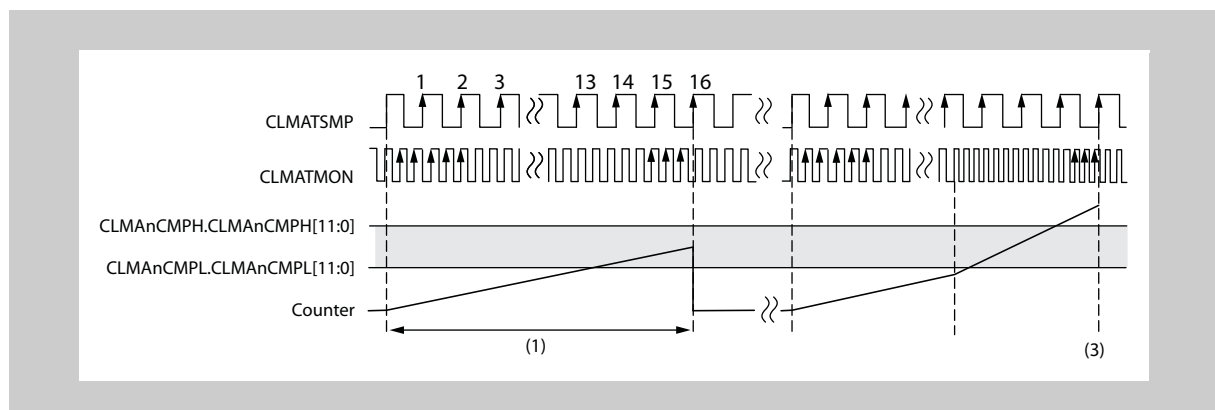 1 2 3 13 14 15 16
CLMATSMP
CLMATMON
CLMAnCMPH.CLMAnCMPH[11:0]
CLMAnCMPL.CLMAnCMPL[11:0]
Counter
(1)
(3)